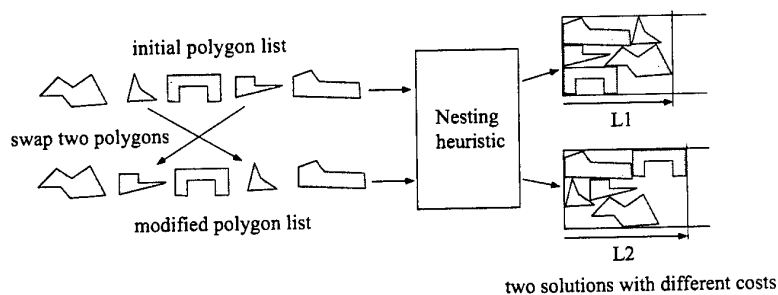 initial polygon list
swap two polygons
modified polygon list
Nesting
heuristic
L1
L2
two solutions with different costs